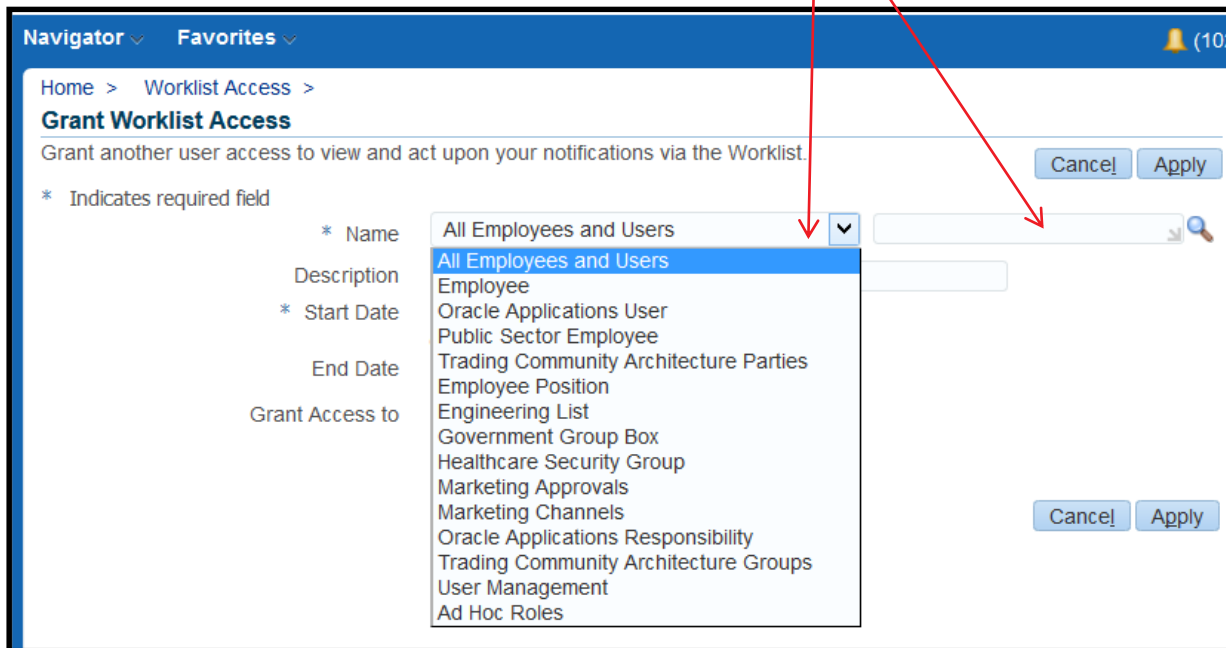 Navigator Favorites (10
Home > Worklist Access >
Grant Worklist Access
Grant another user access to view and act upon your notifications via the Worklist.
Cancel Apply
* Indicates required field
* Name All Employees and Users
All Employees and Users
Description
Employee
* Start Date
Oracle Applications User
Public Sector Employee
End Date
Trading Community Architecture Parties
Employee Position
Grant Access to
Engineering List
Government Group Box
Healthcare Security Group
Marketing Approvals
Marketing Channels
Oracle Applications Responsibility
Cancel Apply
Trading Community Architecture Groups
User Management
Ad Hoc Roles